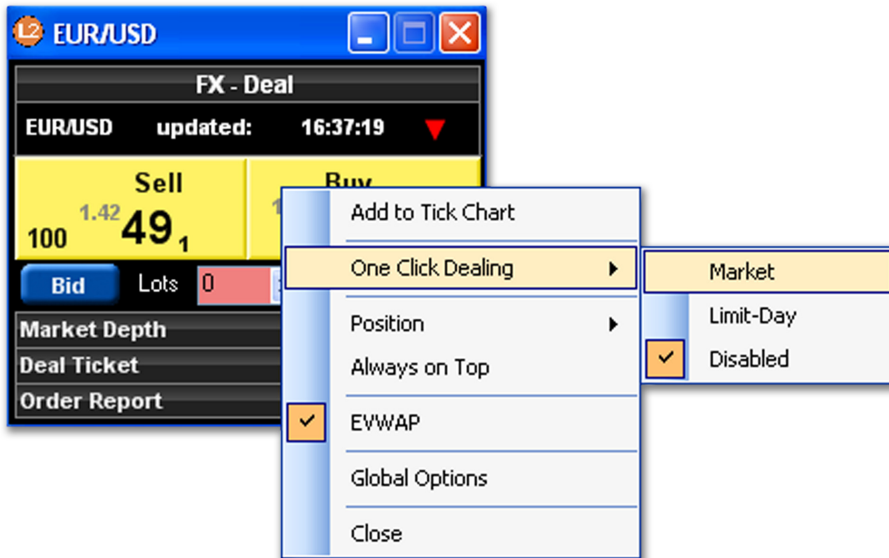 L2 EUR/USD
FX - Deal
EUR/USD updated: 16:37:19
Sell Buy
100 1.42 49 1
Bid Lots 0
Market Depth
Deal Ticket
Order Report
Add to Tick Chart
One Click Dealing
Position
Always on Top
EVWAP
Global Options
Close
Market
Limit-Day
Disabled